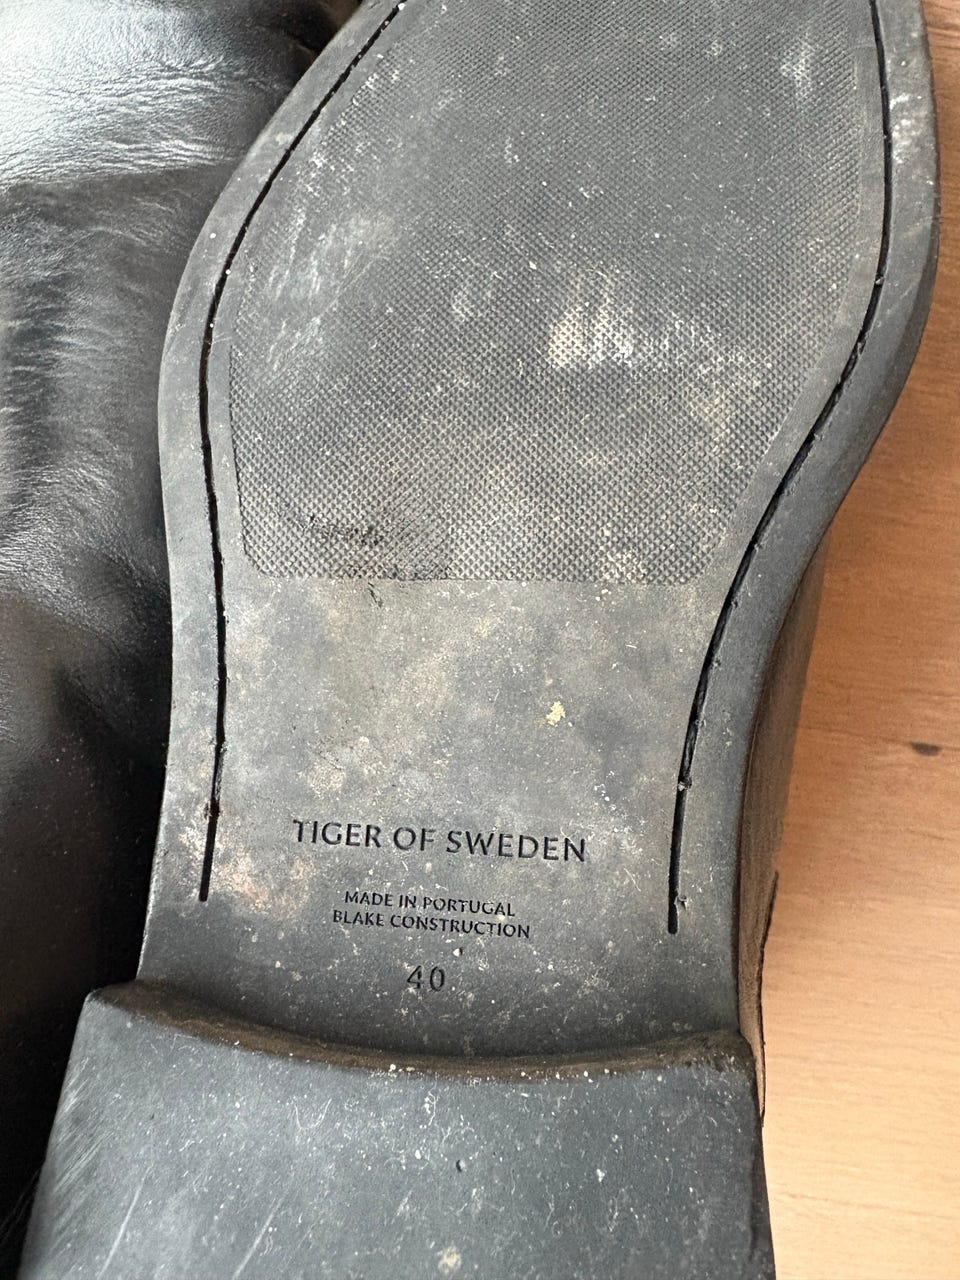 TIGER OF SWEDEN
MADE IN PORTUGAL
BLAKE CONSTRUCTION
40